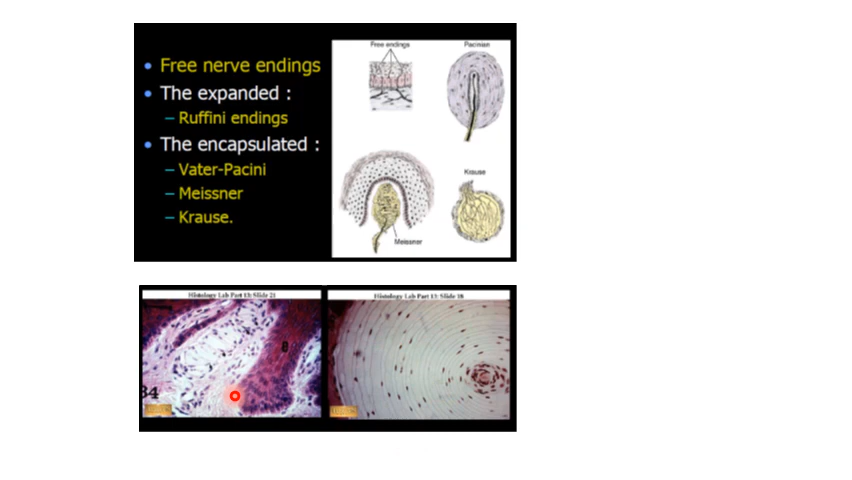 • Free nerve endings
• The expanded :
– Ruffini endings
• The encapsulated :
– Vater-Pacini
– Meissner
– Krause.
Free endings
Pacinian
Krause
Meissner
Histology Lab Part 13: Slide 21
Histology Lab Part 13: Slide 18
34